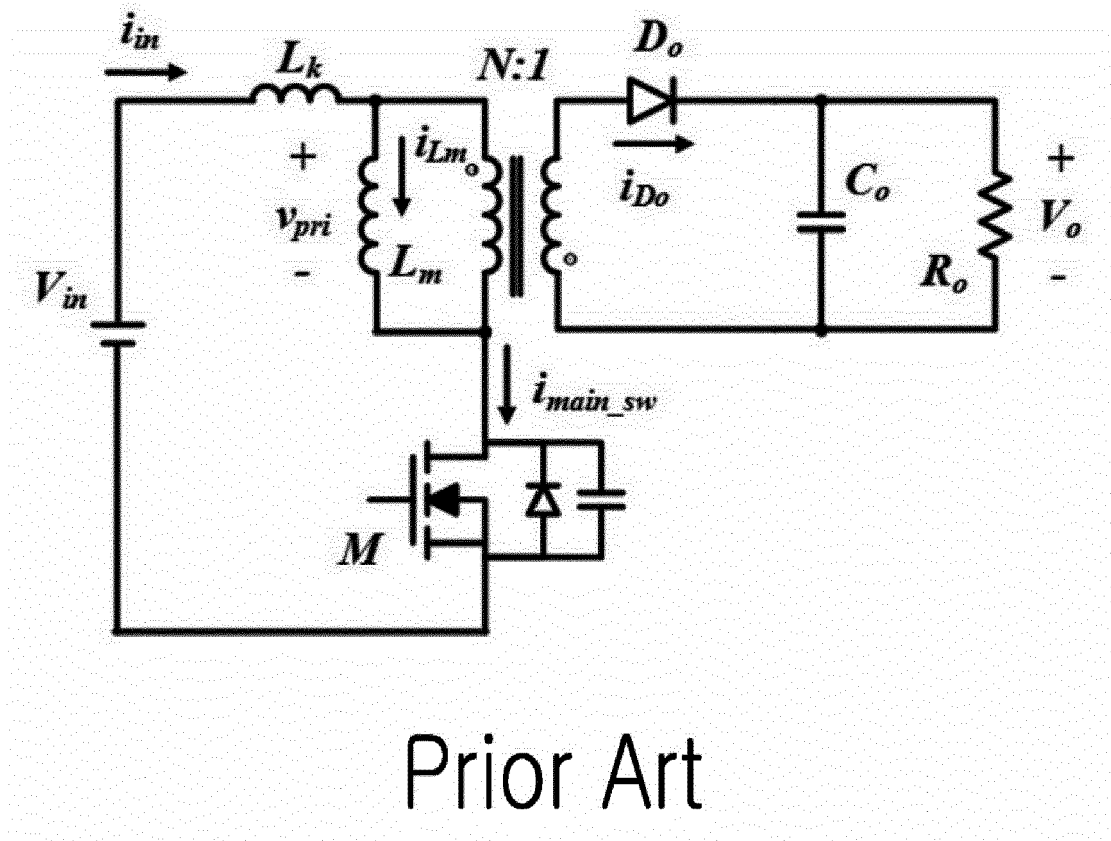 i_in
L_k
N:1
D_o
+
i_Lm
v_pri
-
L_m
i_Do
C_o
+
V_o
-
R_o
V_in
i_main_sw
M
Prior Art